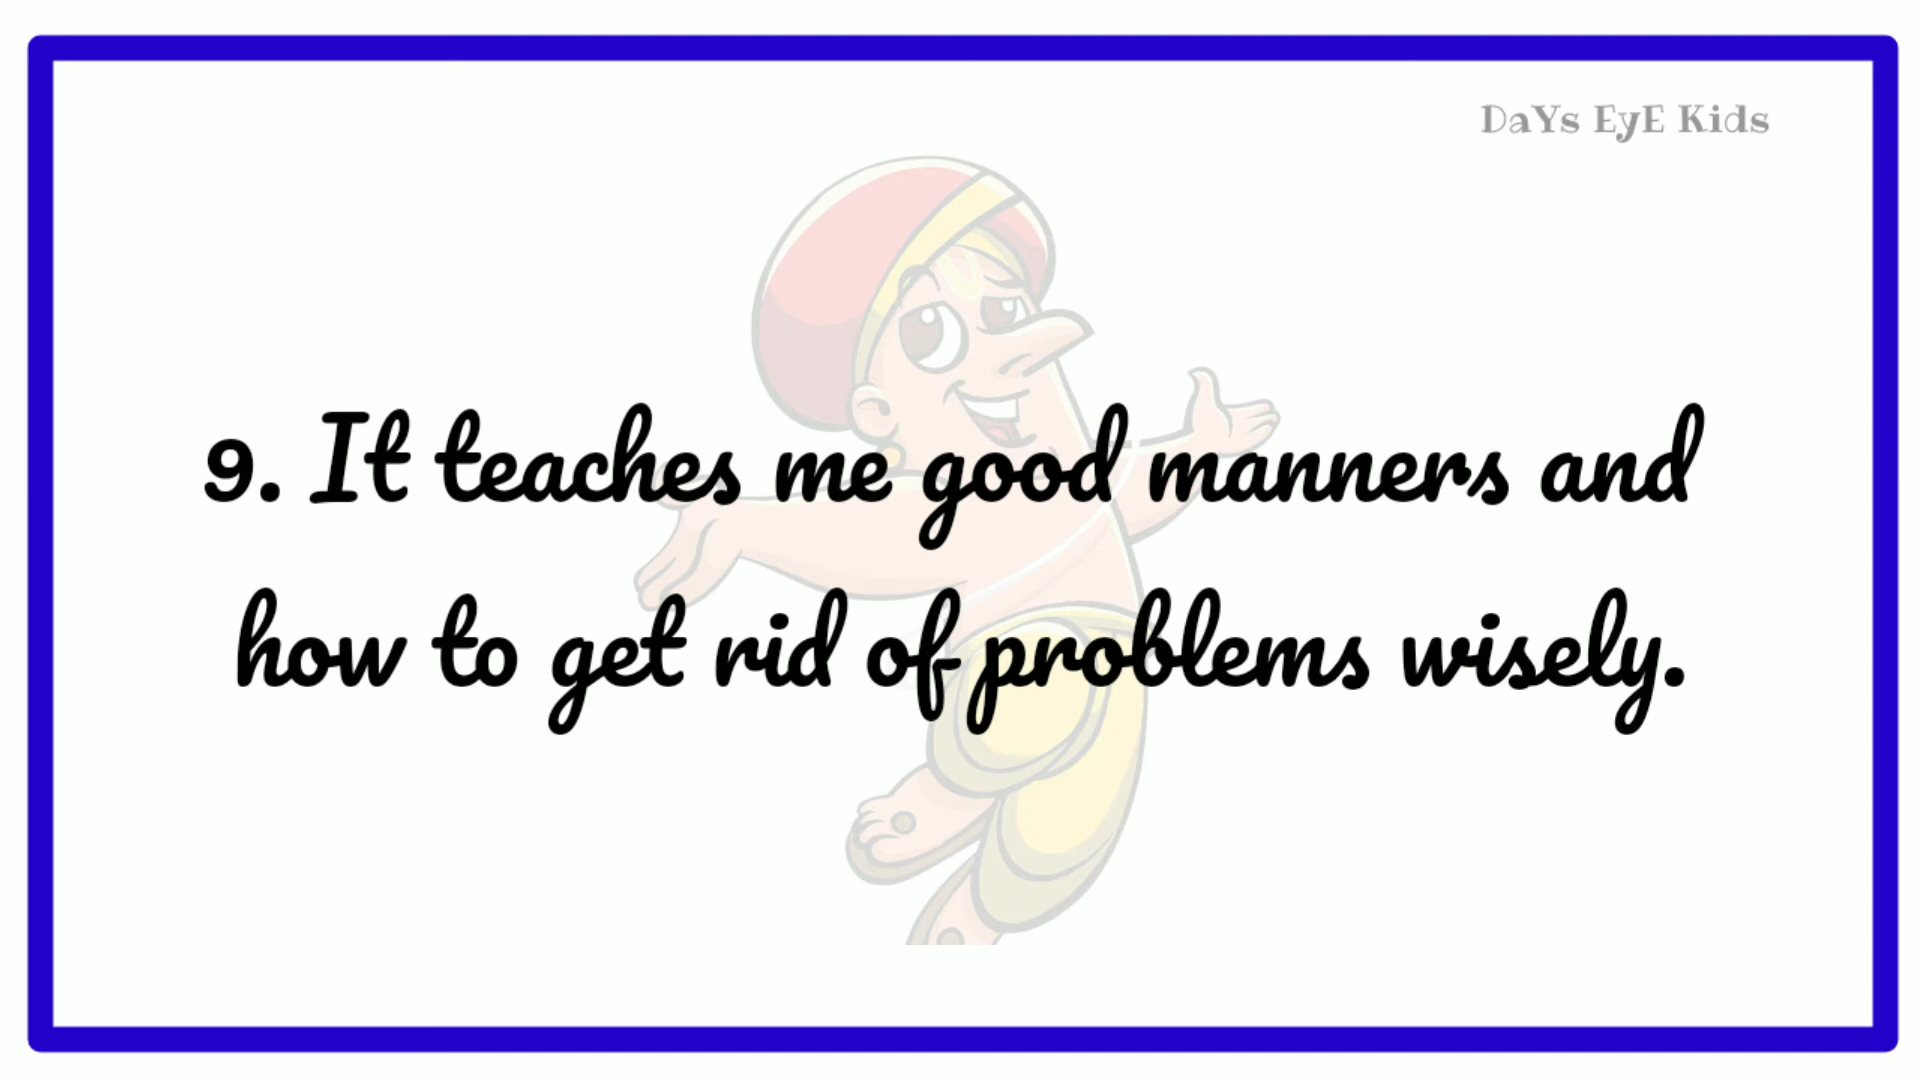 DaYs EyE Kids
9. It teaches me good manners and
how to get rid of problems wisely.